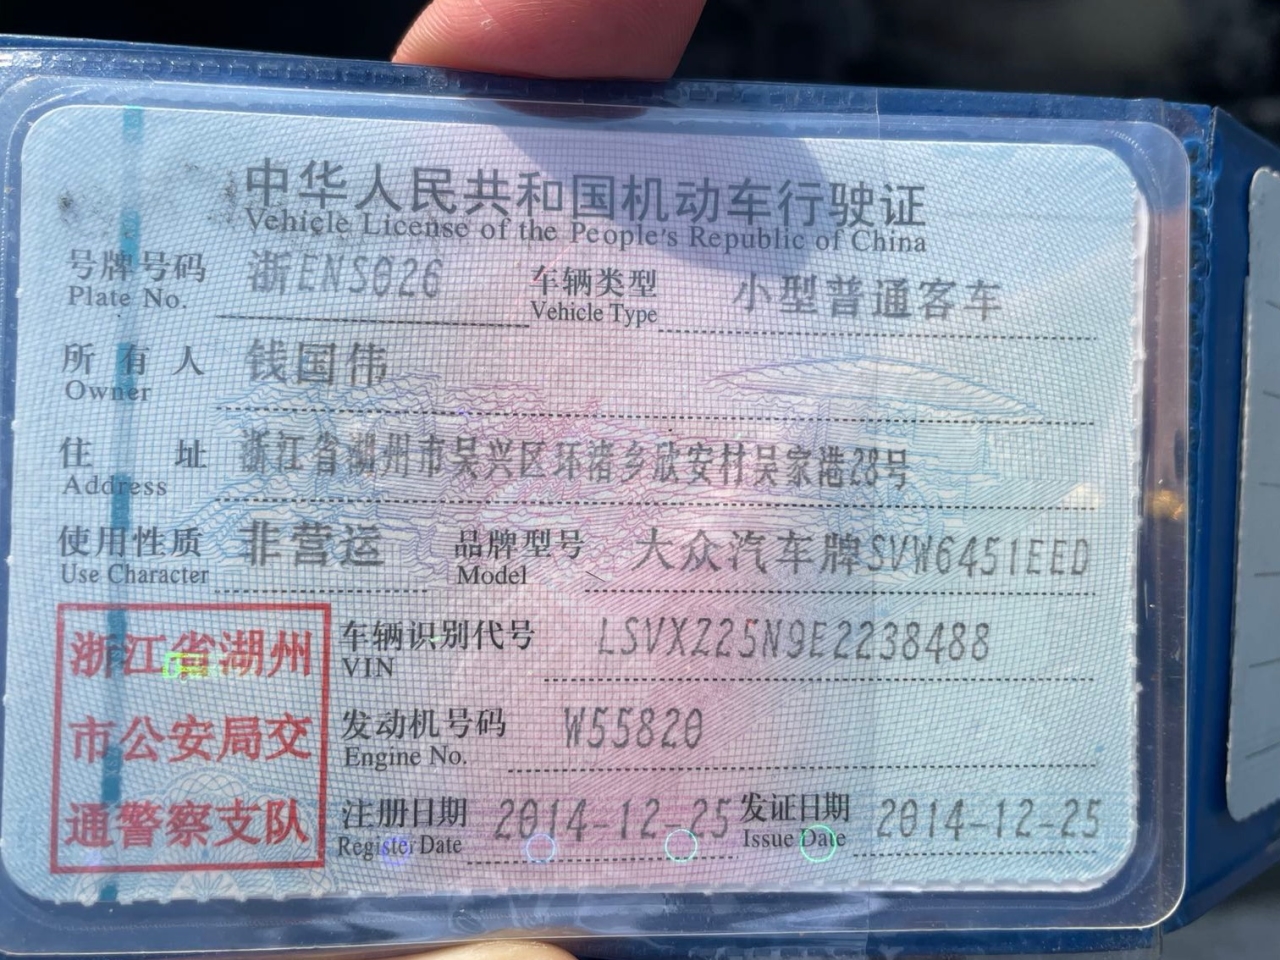 中华人民共和国机动车行驶证
Vehicle License of the People's Republic of China
号牌号码 浙ENS026 车辆类型 小型普通客车
Plate No. Vehicle Type
所有人 钱国伟
Owner
住址 浙江省湖州市吴兴区环渚乡欣安村吴家港28号
Address
使用性质 非营运 品牌型号 大众汽车牌SVW6451EED
Use Character Model
浙江省湖州
市公安局交
通警察支队
车辆识别代号 LSVXZ25N9E2238488
VIN
发动机号码 W55820
Engine No.
注册日期 2014-12-25 发证日期 2014-12-25
Register Date Issue Date